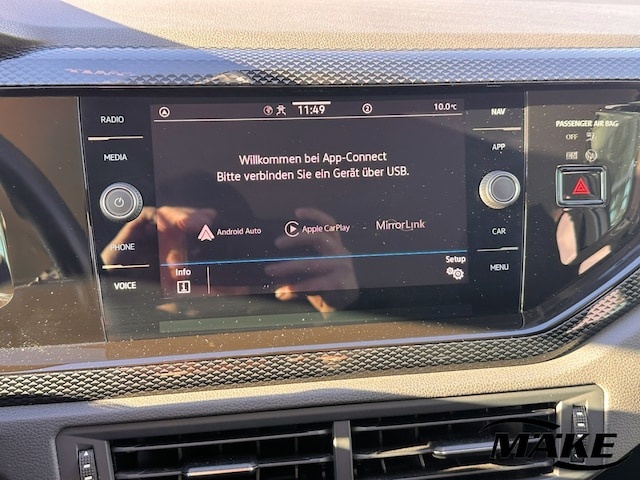 RADIO
MEDIA
PHONE
VOICE
11:49
2
10.0°C
Willkommen bei App-Connect
Bitte verbinden Sie ein Gerät über USB.
Android Auto
Apple CarPlay
MirrorLink
Info
Setup
NAV
APP
CAR
MENU
PASSENGER AIR BAG
OFF
MAKE